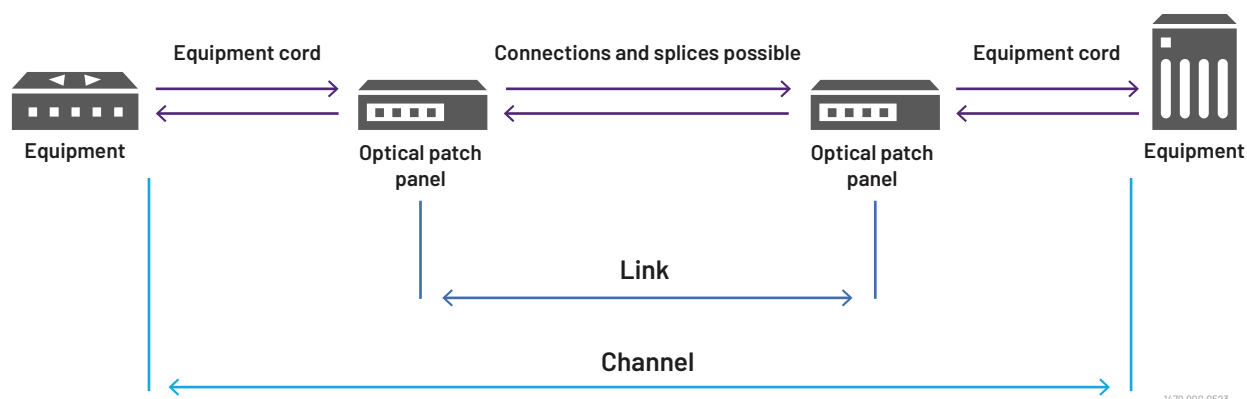 Equipment cord
Connections and splices possible
Equipment cord
Equipment
Optical patch
panel
Optical patch
panel
Equipment
Link
Channel